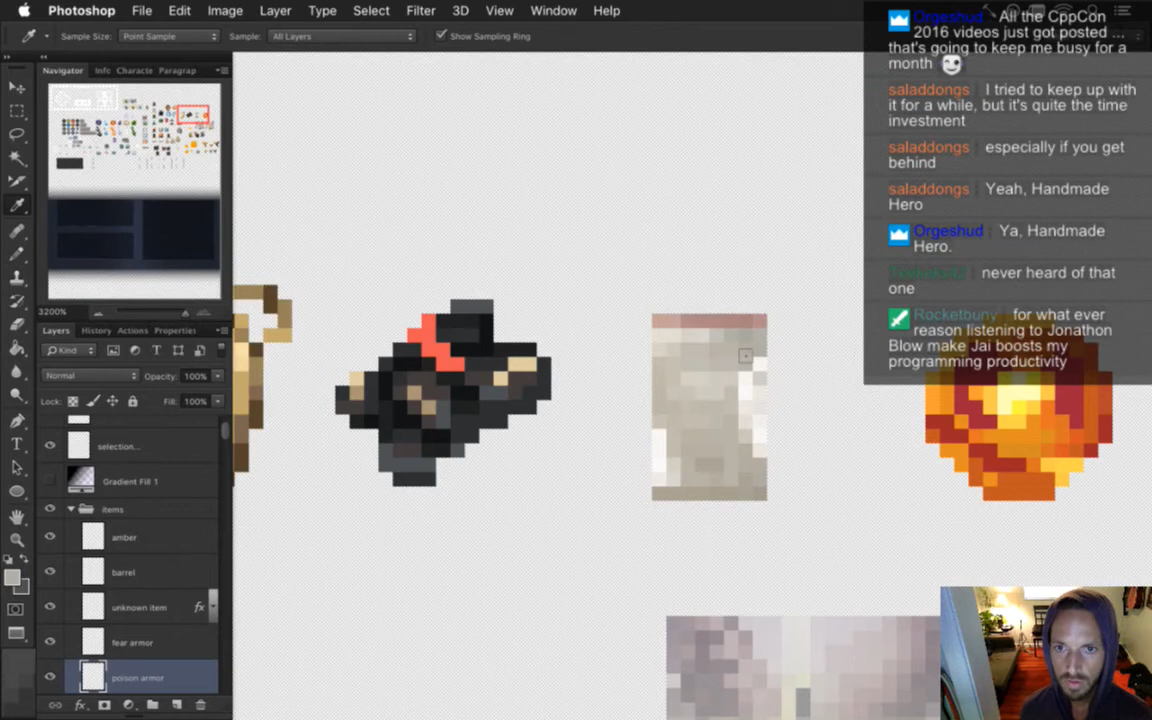 Photoshop File Edit Image Layer Type Select Filter 3D View Window Help
Sample Size: Point Sample Sample: All Layers Show Sampling Ring
Navigator Info Characte Paragrap
3200%
Layers History Actions Properties
Kind
Normal Opacity: 100%
Lock: Fill: 100%
selection...
Gradient Fill 1
items
amber
barrel
unknown item fx
fear armor
poison armor
fx
Orgeshud : All the CppCon
2016 videos just got posted ...
that's going to keep me busy for a
month
saladdongs : I tried to keep up with
it for a while, but it's quite the time
investment
saladdongs : especially if you get
behind
saladdongs : Yeah, Handmade
Hero
Orgeshud : Ya, Handmade
Hero.
: never heard of that
one
Rocketbuny : for what ever
reason listening to Jonathon
Blow make Jai boosts my
programming productivity